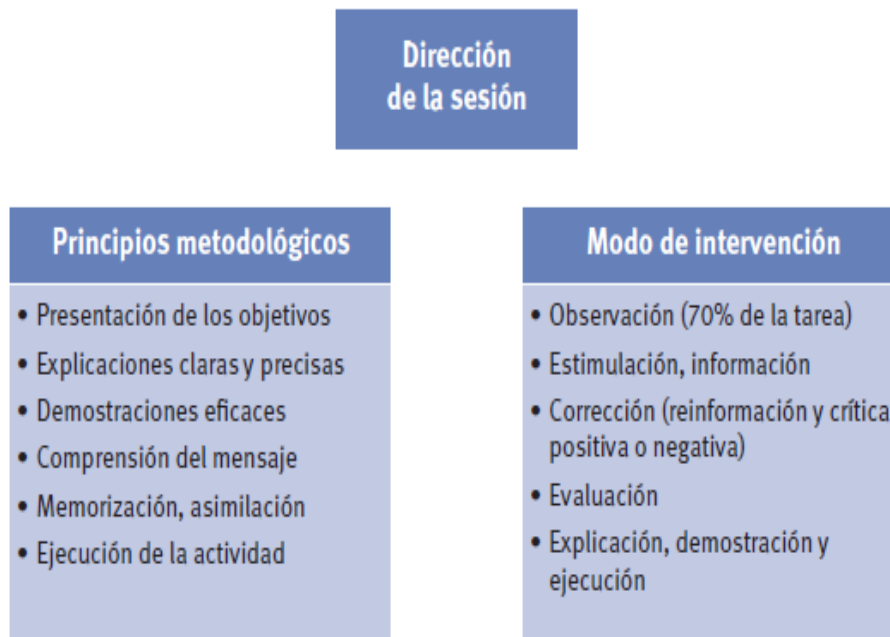 Dirección
de la sesión
Principios metodológicos
• Presentación de los objetivos
• Explicaciones claras y precisas
• Demostraciones eficaces
• Comprensión del mensaje
• Memorización, asimilación
• Ejecución de la actividad
Modo de intervención
• Observación (70% de la tarea)
• Estimulación, información
• Corrección (reinformación y crítica
positiva o negativa)
• Evaluación
• Explicación, demostración y
ejecución